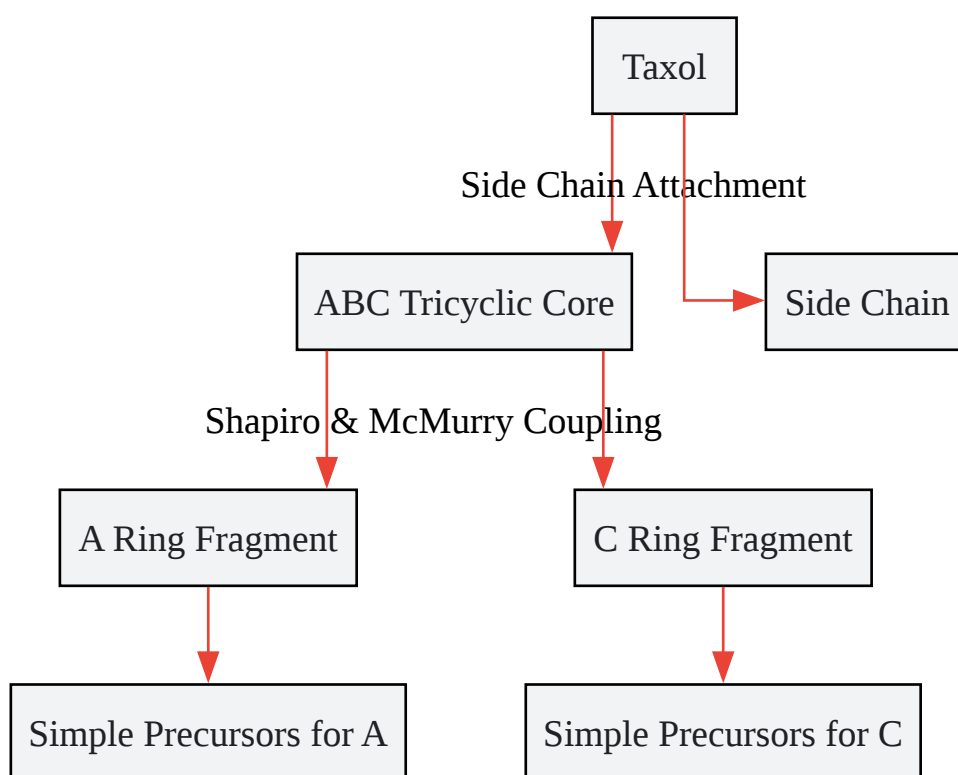 Taxol
Side Chain Attachment
ABC Tricyclic Core
Side Chain
Shapiro & McMurry Coupling
A Ring Fragment
C Ring Fragment
Simple Precursors for A
Simple Precursors for C